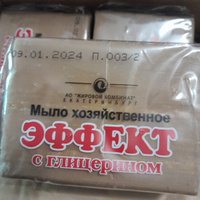 09.01.2024 П.003/2
АО "ЖИРОВОЙ КОМБИНАТ"
ЕКАТЕРИНБУРГ
Мыло хозяйственное
ЭФФЕКТ
с глицерином